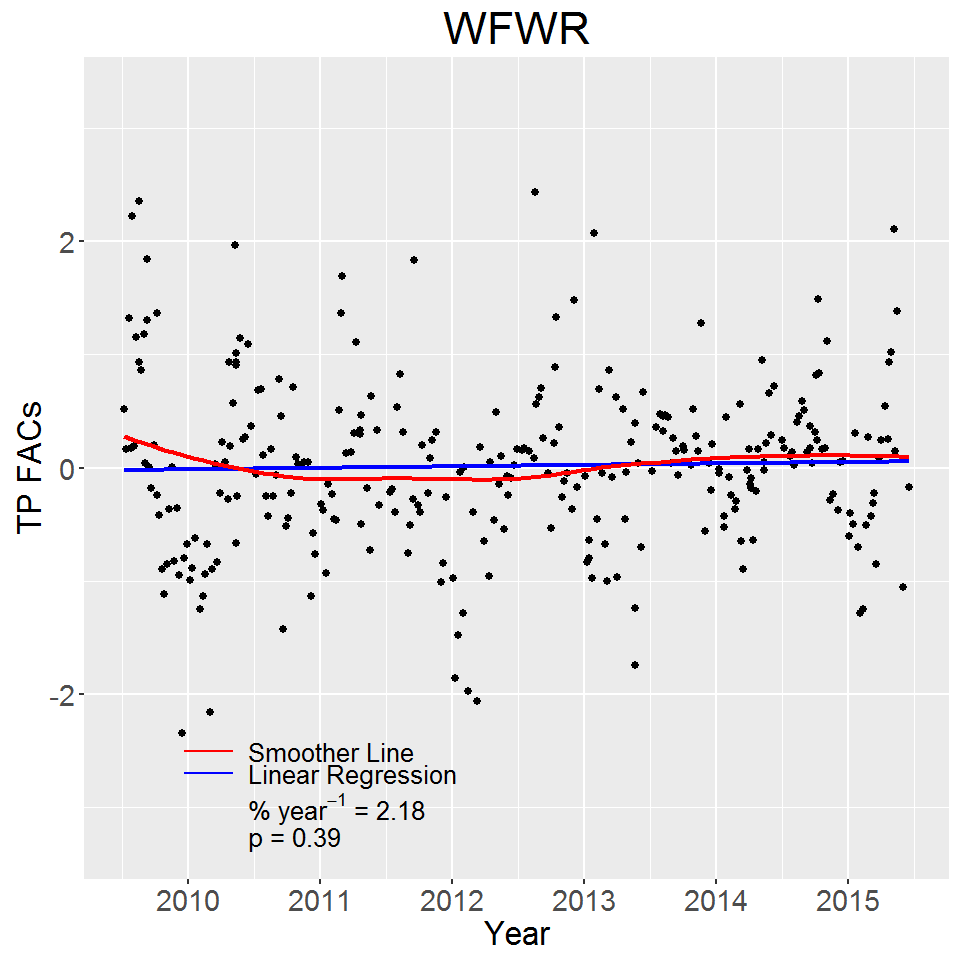 WFWR
TP FACs
2
0
-2
Smoother Line
Linear Regression
% year⁻¹ = 2.18
p = 0.39
2010 2011 2012 2013 2014 2015
Year